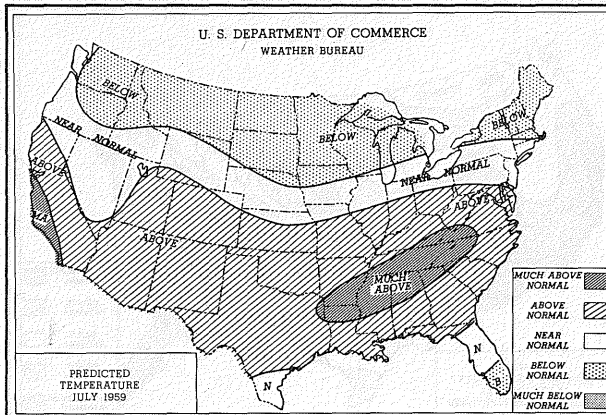 U. S. DEPARTMENT OF COMMERCE
WEATHER BUREAU
BELOW
BELOW
BELOW
NEAR NORMAL
NEAR NORMAL
ABOVE
ABOVE
ABOVE
MA
MUCH
ABOVE
N
N
B
MUCH ABOVE
NORMAL
ABOVE
NORMAL
NEAR
NORMAL
BELOW
NORMAL
MUCH BELOW
NORMAL
PREDICTED
TEMPERATURE
JULY 1959